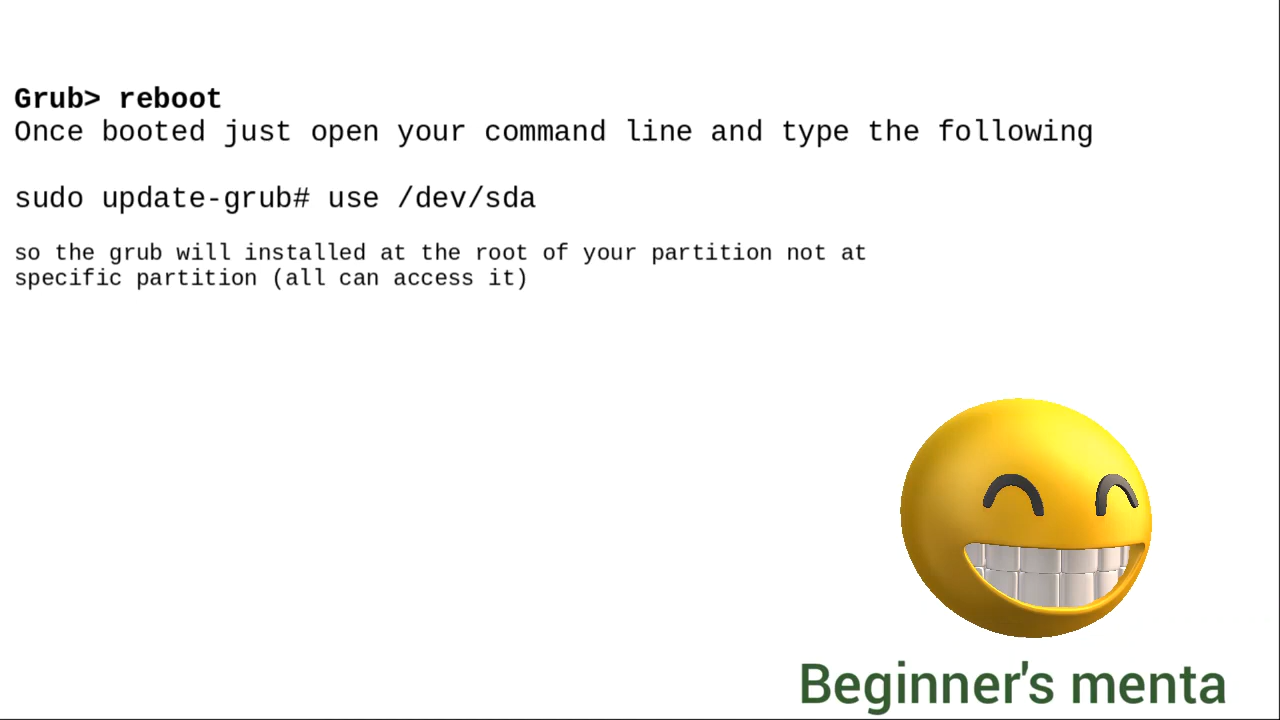 Grub> reboot
Once booted just open your command line and type the following
sudo update-grub# use /dev/sda
so the grub will installed at the root of your partition not at
specific partition (all can access it)
Beginner's menta